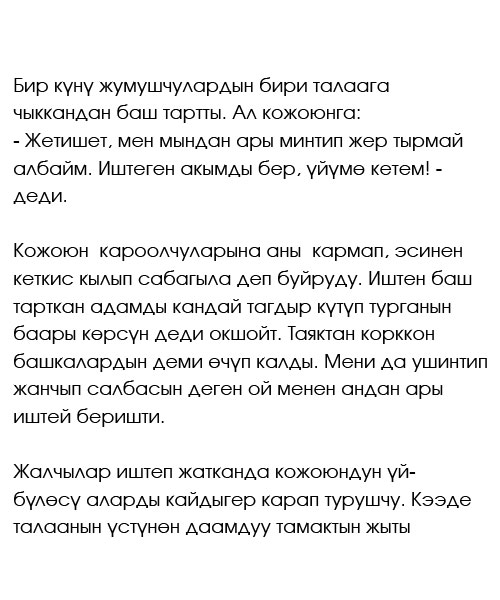 Бир күнү жумушчулардын бири талаага
чыккандан баш тартты. Ал кожоюнга:
- Жетишет, мен мындан ары минтип жер тырмай
албайм. Иштеген акымды бер, үйүмө кетем! -
деди.
Кожоюн  кароолчуларына аны  кармап, эсинен
кеткис кылып сабагыла деп буйруду. Иштен баш
тарткан адамды кандай тагдыр күтүп турганын
баары көрсүн деди окшойт. Таяктан корккон
башкалардын деми өчүп калды. Мени да ушинтип
жанчып салбасын деген ой менен андан ары
иштей беришти.
Жалчылар иштеп жатканда кожоюндун үй-
бүлөсү аларды кайдыгер карап турушчу. Кээде
талаанын үстүнөн даамдуу тамактын жыты